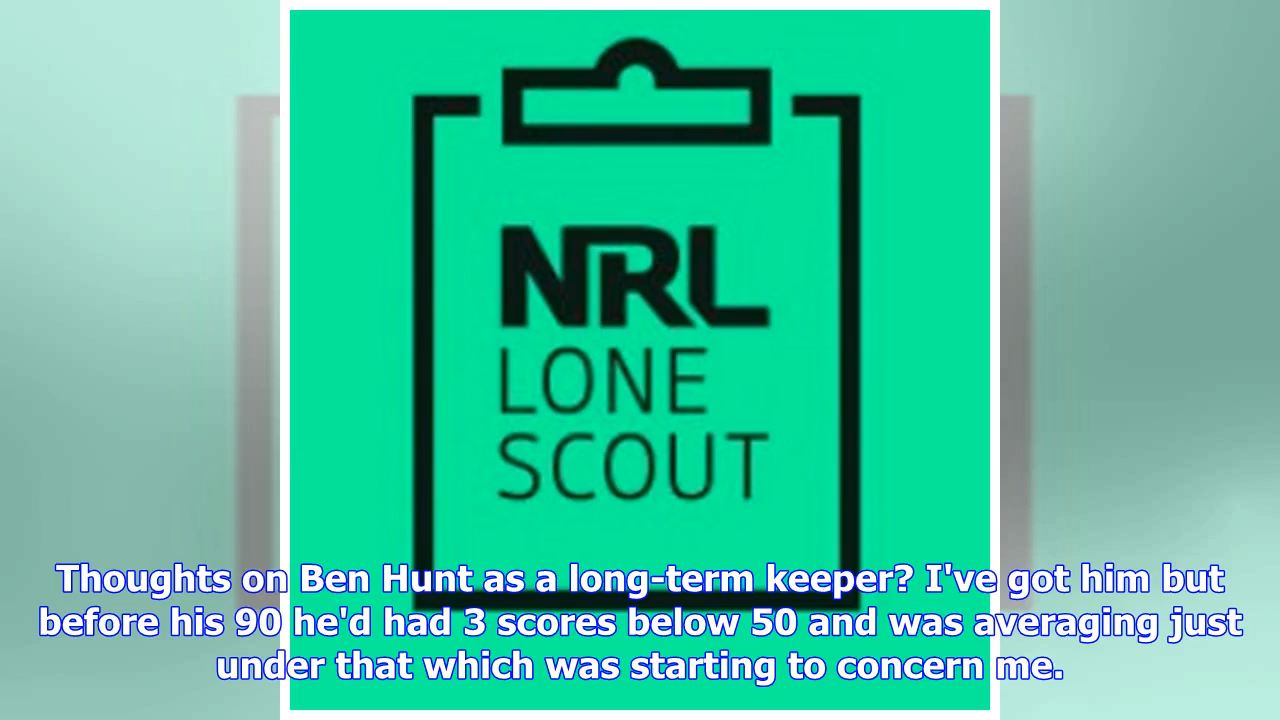 NRL
LONE
SCOUT
Thoughts on Ben Hunt as a long-term keeper? I've got him but
before his 90 he'd had 3 scores below 50 and was averaging just
under that which was starting to concern me.